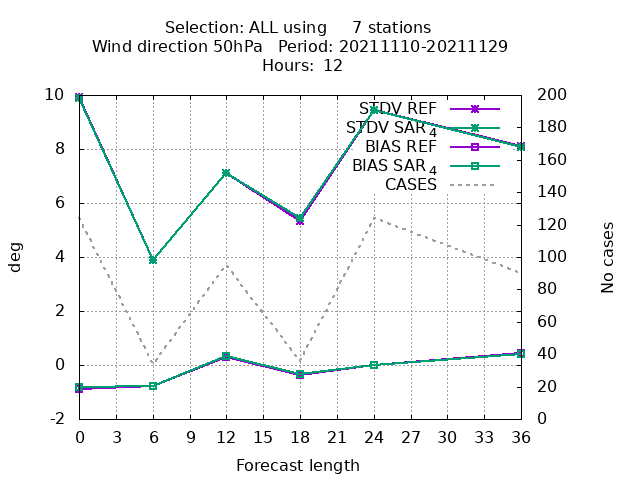 Selection: ALL using     7 stations
Wind direction 50hPa   Period: 20211110-20211129
Hours:  12
deg
No cases
10
8
6
4
2
0
-2
200
180
160
140
120
100
80
60
40
20
0
STDV REF
STDV SAR4
BIAS REF
BIAS SAR4
CASES
0 3 6 9 12 15 18 21 24 27 30 33 36
Forecast length